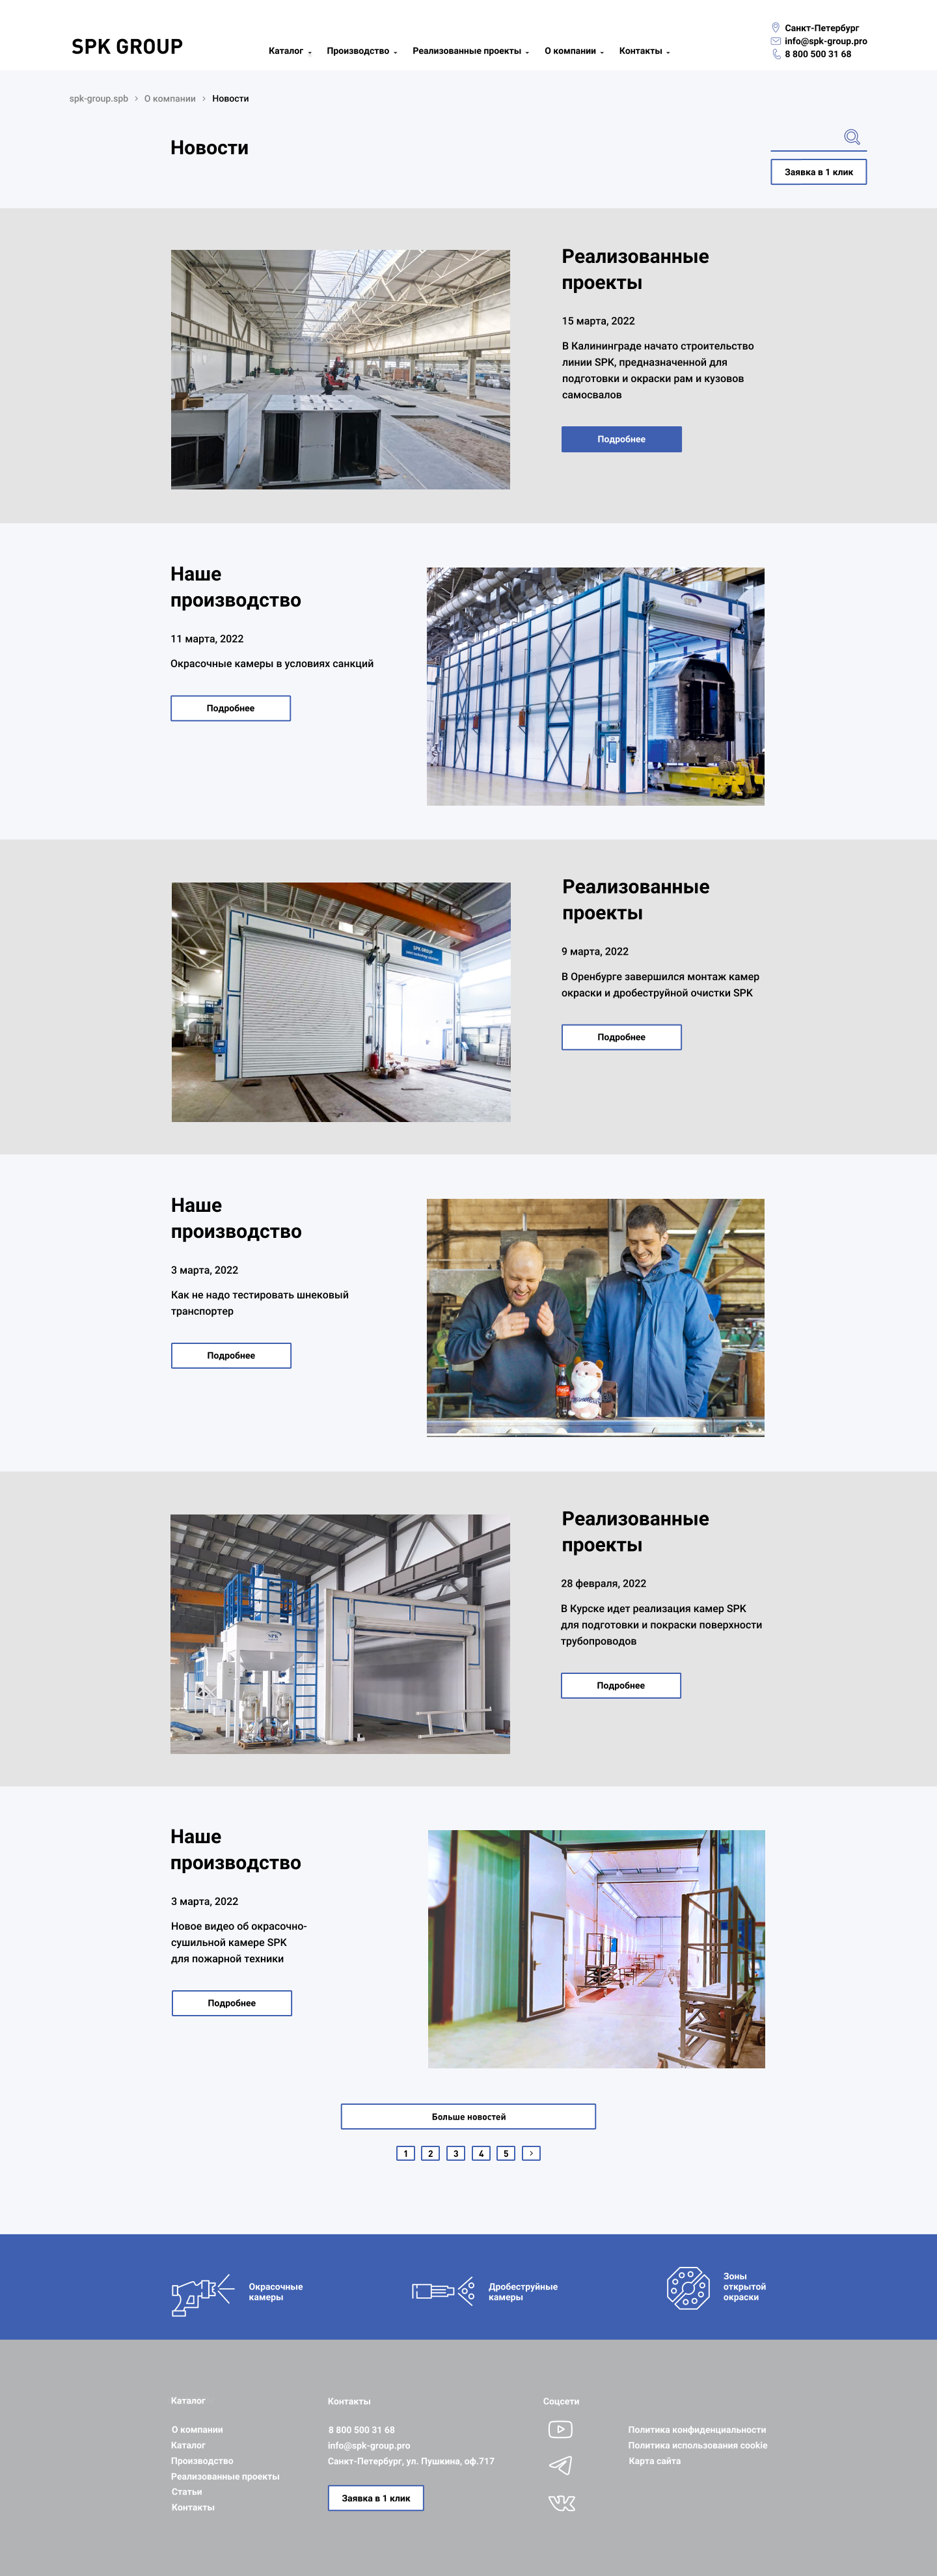 SPK GROUP
Каталог
Производство
Реализованные проекты
О компании
Контакты
Санкт-Петербург
info@spk-group.pro
8 800 500 31 68
spk-group.spb > О компании > Новости
Новости
Заявка в 1 клик
Реализованные
проекты
15 марта, 2022
В Калининграде начато строительство
линии SPK, предназначенной для
подготовки и окраски рам и кузовов
самосвалов
Подробнее
Наше
производство
11 марта, 2022
Окрасочные камеры в условиях санкций
Подробнее
SPK GROUP
Реализованные
проекты
9 марта, 2022
В Оренбурге завершился монтаж камер
окраски и дробеструйной очистки SPK
Подробнее
Наше
производство
3 марта, 2022
Как не надо тестировать шнековый
транспортер
Подробнее
SPK
Реализованные
проекты
28 февраля, 2022
В Курске идет реализация камер SPK
для подготовки и покраски поверхности
трубопроводов
Подробнее
Наше
производство
3 марта, 2022
Новое видео об окрасочно-
сушильной камере SPK
для пожарной техники
Подробнее
Больше новостей
1 2 3 4 5 >
Окрасочные
камеры
Дробеструйные
камеры
Зоны
открытой
окраски
Каталог
О компании
Каталог
Производство
Реализованные проекты
Статьи
Контакты
Контакты
8 800 500 31 68
info@spk-group.pro
Санкт-Петербург, ул. Пушкина, оф.717
Заявка в 1 клик
Соцсети
Политика конфиденциальности
Политика использования cookie
Карта сайта